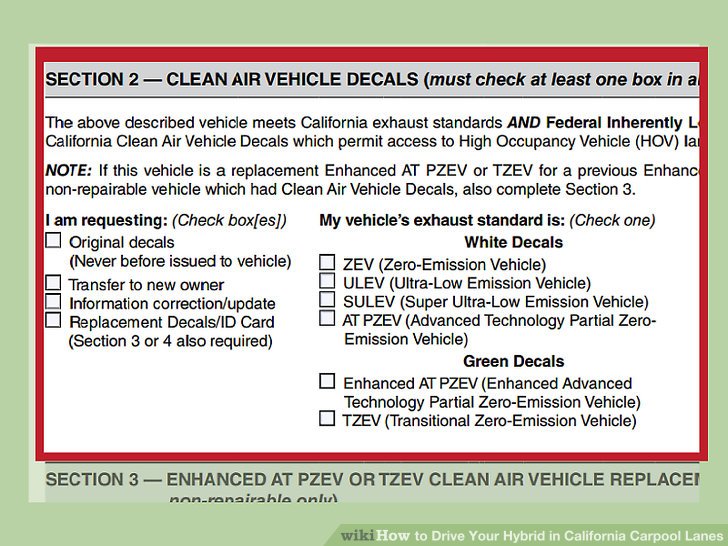 SECTION 2 — CLEAN AIR VEHICLE DECALS (must check at least one box in al
The above described vehicle meets California exhaust standards AND Federal Inherently L
California Clean Air Vehicle Decals which permit access to High Occupancy Vehicle (HOV) lan
NOTE: If this vehicle is a replacement Enhanced AT PZEV or TZEV for a previous Enhanc
non-repairable vehicle which had Clean Air Vehicle Decals, also complete Section 3.
I am requesting: (Check box[es])
Original decals
(Never before issued to vehicle)
Transfer to new owner
Information correction/update
Replacement Decals/ID Card
(Section 3 or 4 also required)
My vehicle's exhaust standard is: (Check one)
White Decals
ZEV (Zero-Emission Vehicle)
ULEV (Ultra-Low Emission Vehicle)
SULEV (Super Ultra-Low Emission Vehicle)
AT PZEV (Advanced Technology Partial Zero-
Emission Vehicle)
Green Decals
Enhanced AT PZEV (Enhanced Advanced
Technology Partial Zero-Emission Vehicle)
TZEV (Transitional Zero-Emission Vehicle)
SECTION 3 — ENHANCED AT PZEV OR TZEV CLEAN AIR VEHICLE REPLACEM
non-repairable only)
wikiHow to Drive Your Hybrid in California Carpool Lanes